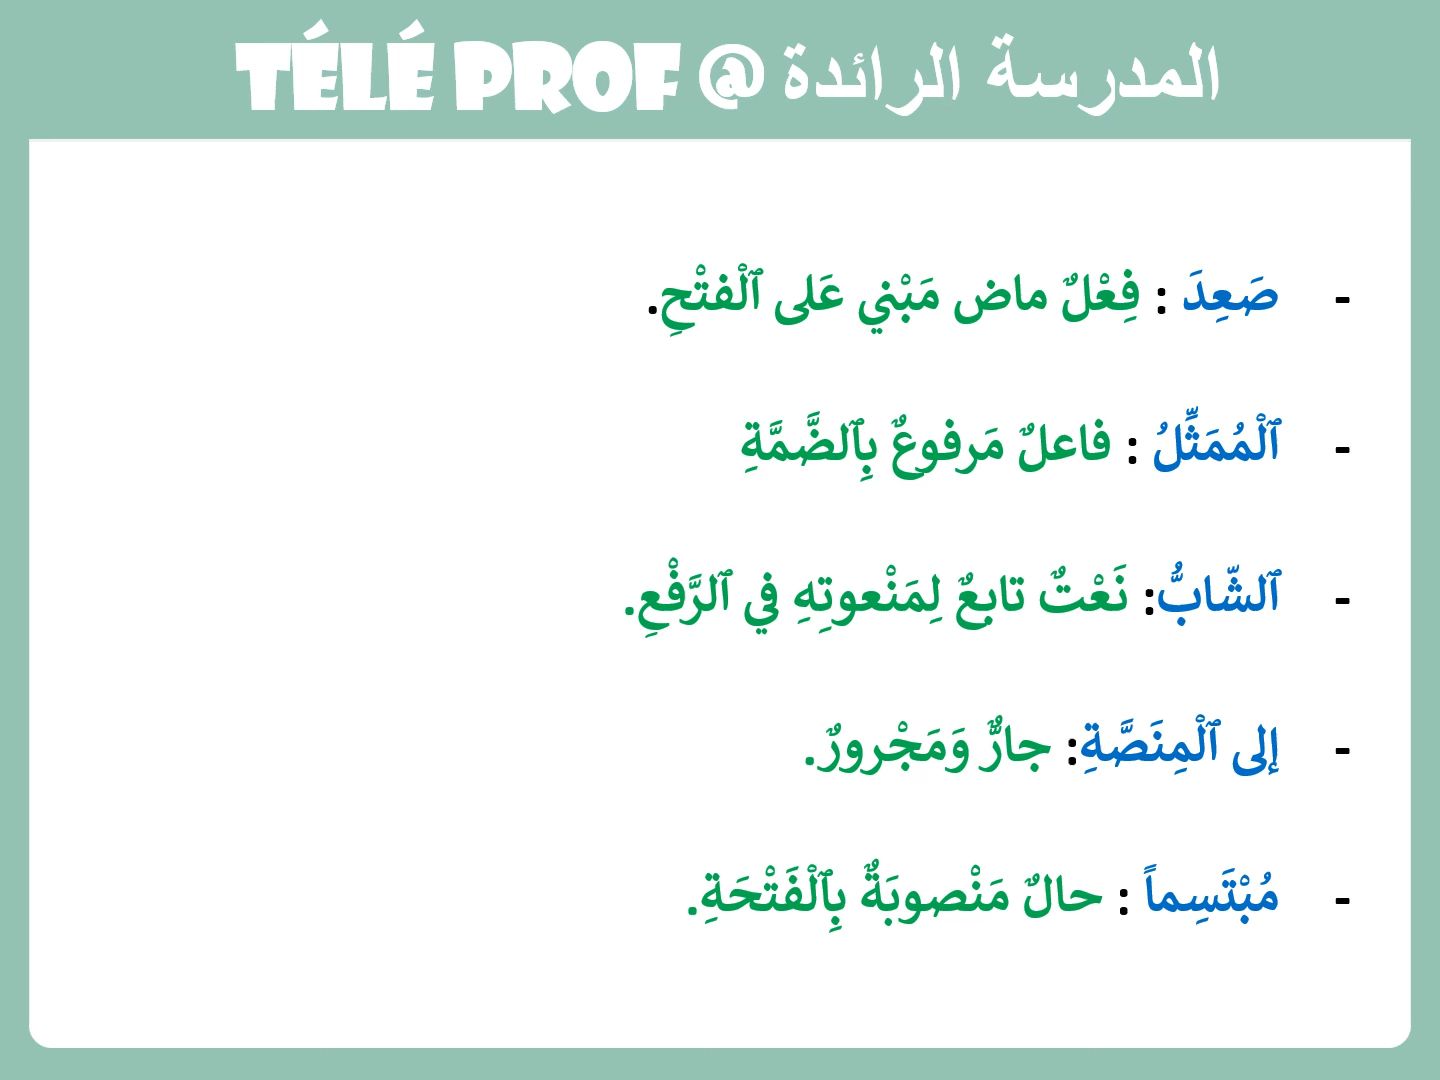 المدرسة الرائدة @ TÉLÉ PROF
- صَعِدَ : فِعْلٌ ماض مَبْني عَلى ٱلْفتْحِ.
- ٱلْمُمَثِّلُ : فاعلٌ مَرفوعٌ بِٱلضَّمَّةِ
- ٱلشّابُّ: نَعْتٌ تابعٌ لِمَنْعوتِهِ في ٱلرَّفْعِ.
- إلى ٱلْمِنَصَّةِ: جارٌّ وَمَجْرورٌ.
- مُبْتَسِماً : حالٌ مَنْصوبَةٌ بِٱلْفَتْحَةِ.